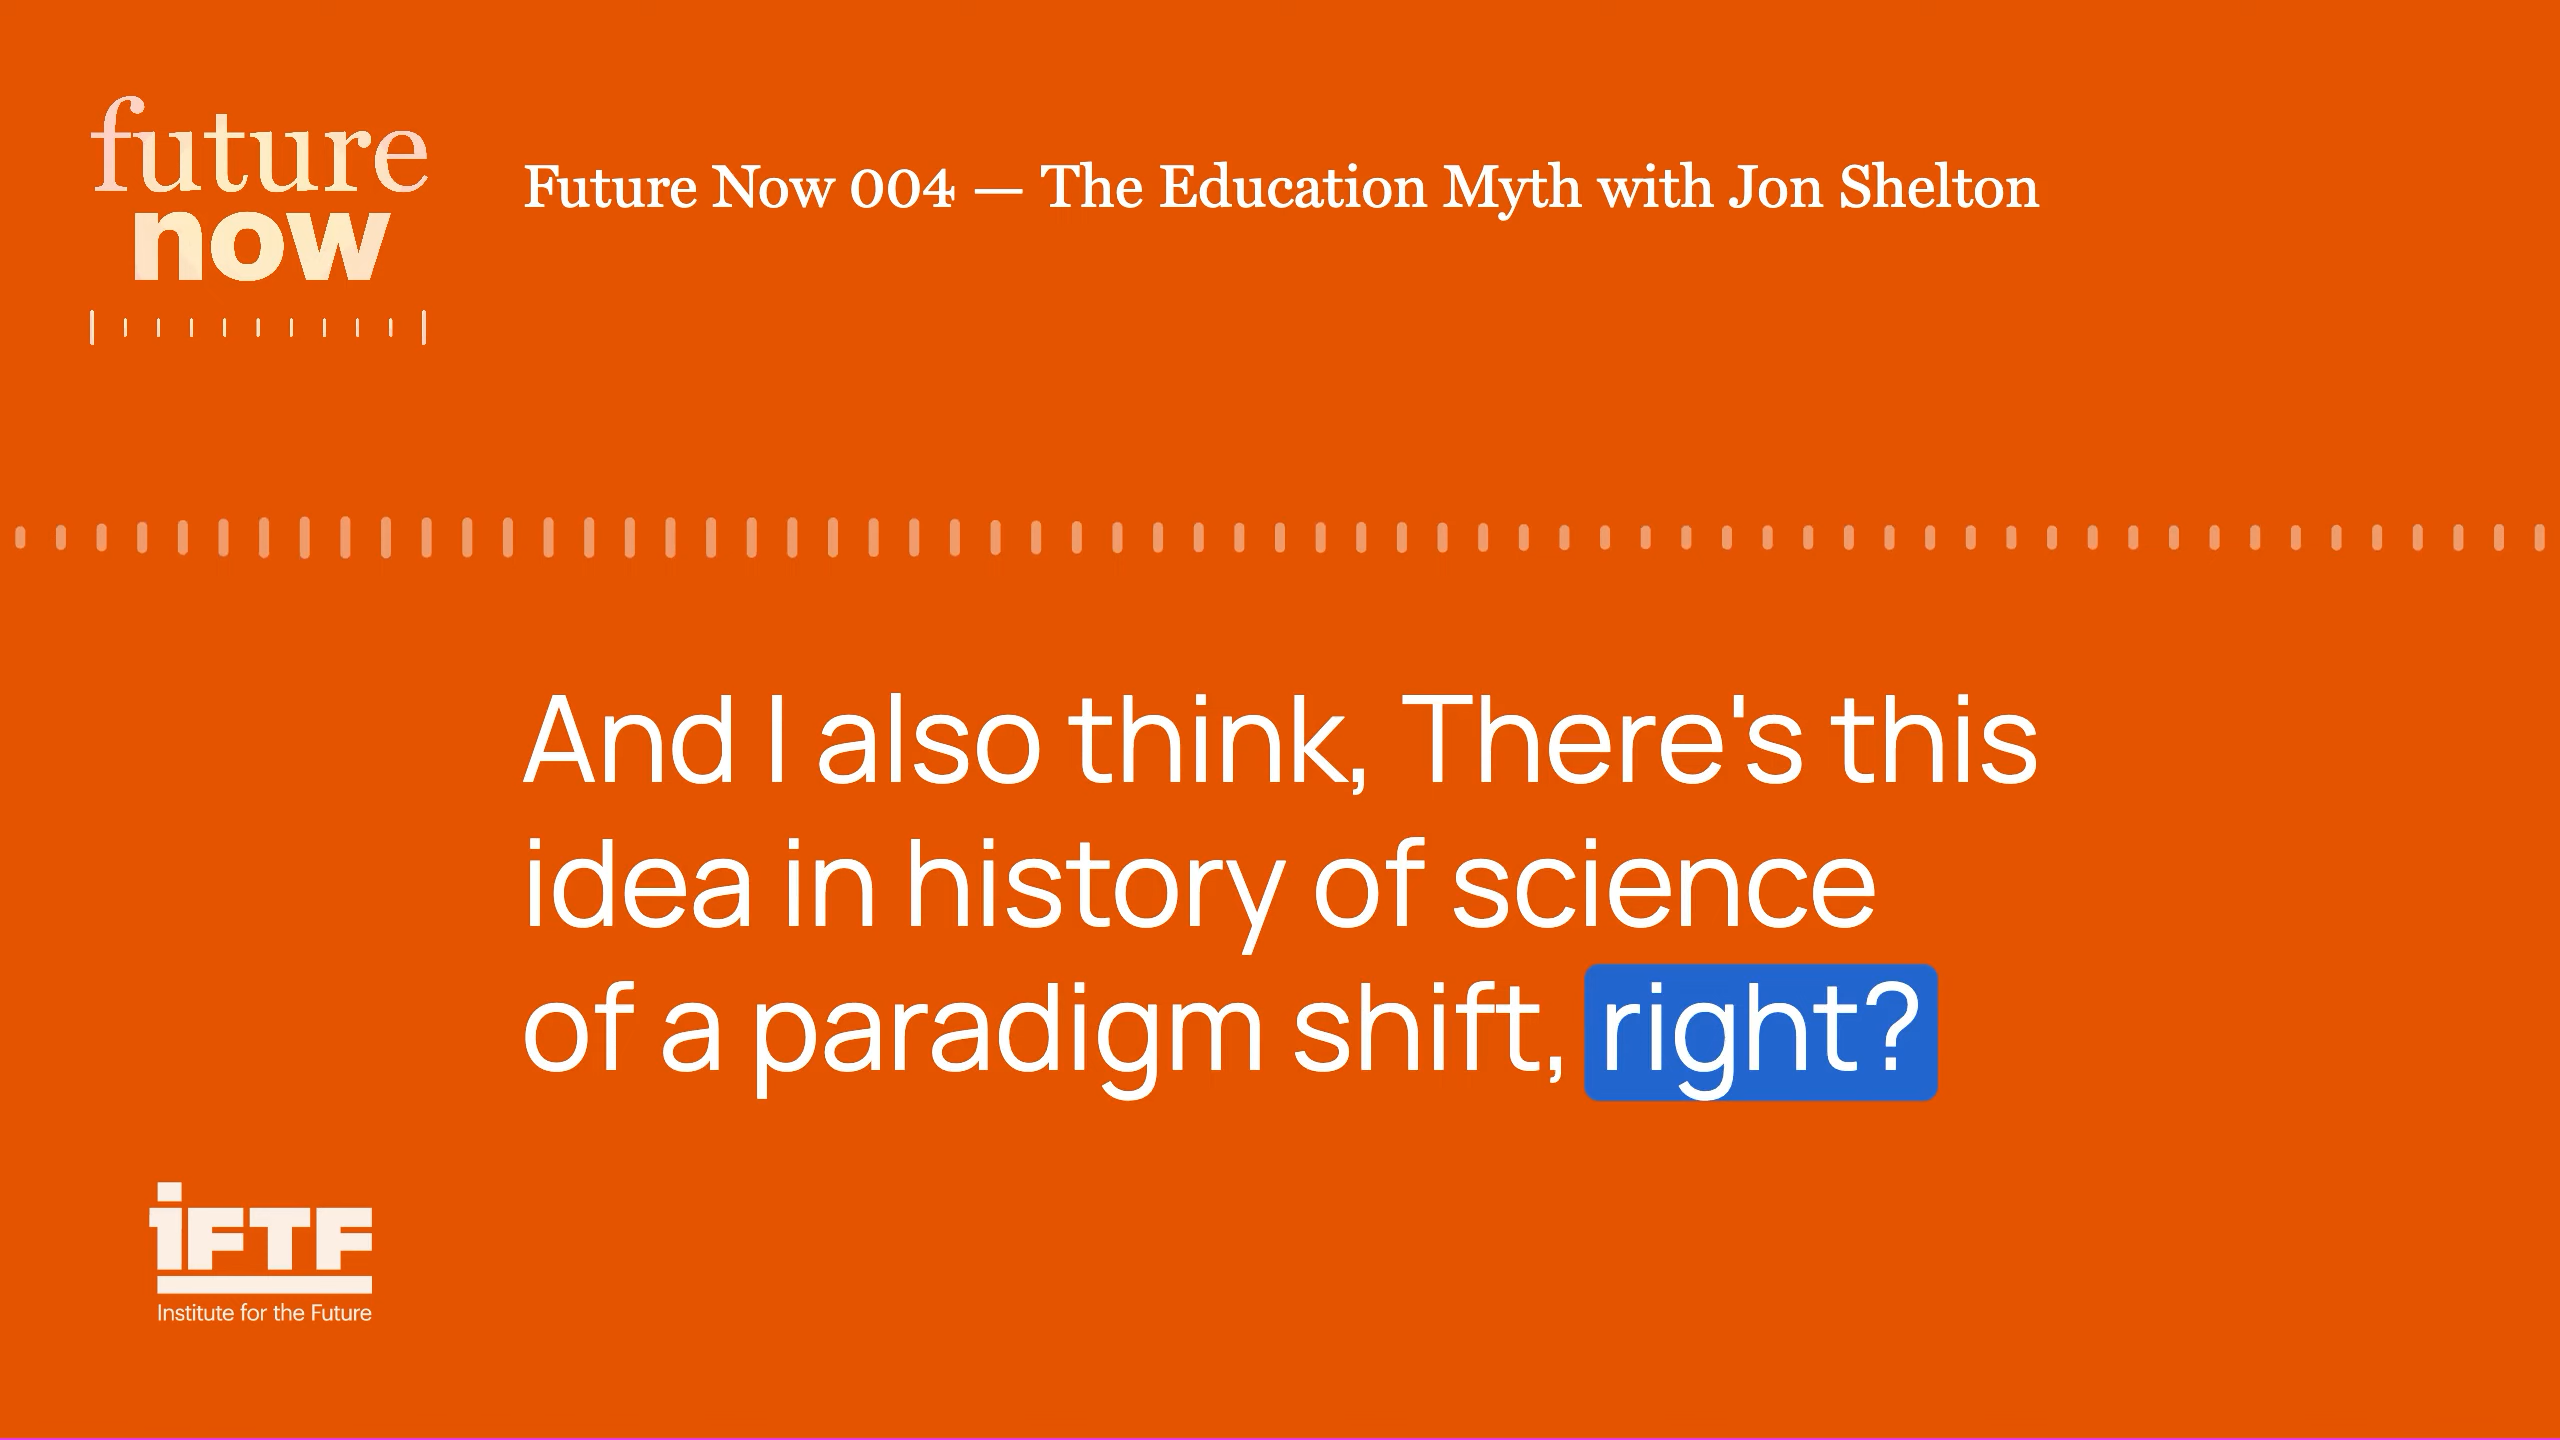 future
now
Future Now 004 — The Education Myth with Jon Shelton
And I also think, There's this
idea in history of science
of a paradigm shift, right?
iFTF
Institute for the Future